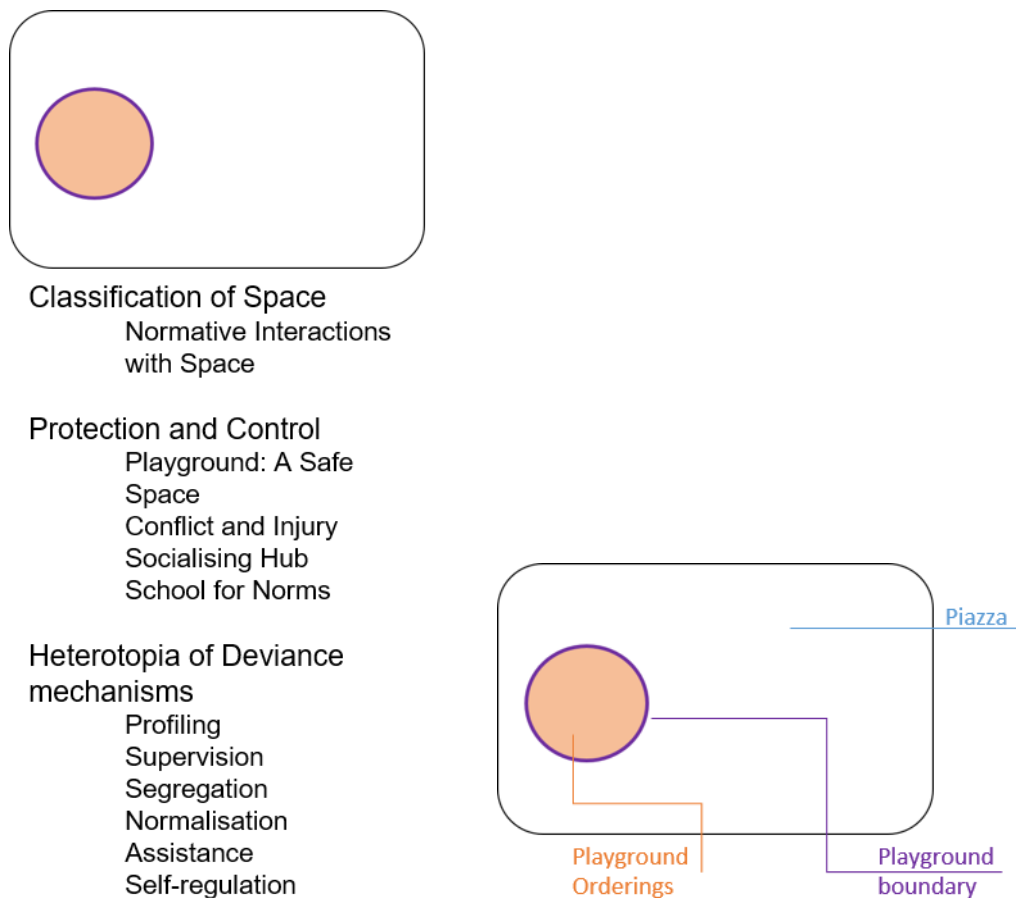 Classification of Space
Normative Interactions
with Space
Protection and Control
Playground: A Safe
Space
Conflict and Injury
Socialising Hub
School for Norms
Heterotopia of Deviance
mechanisms
Profiling
Supervision
Segregation
Normalisation
Assistance
Self-regulation
Piazza
Playground
Orderings
Playground
boundary